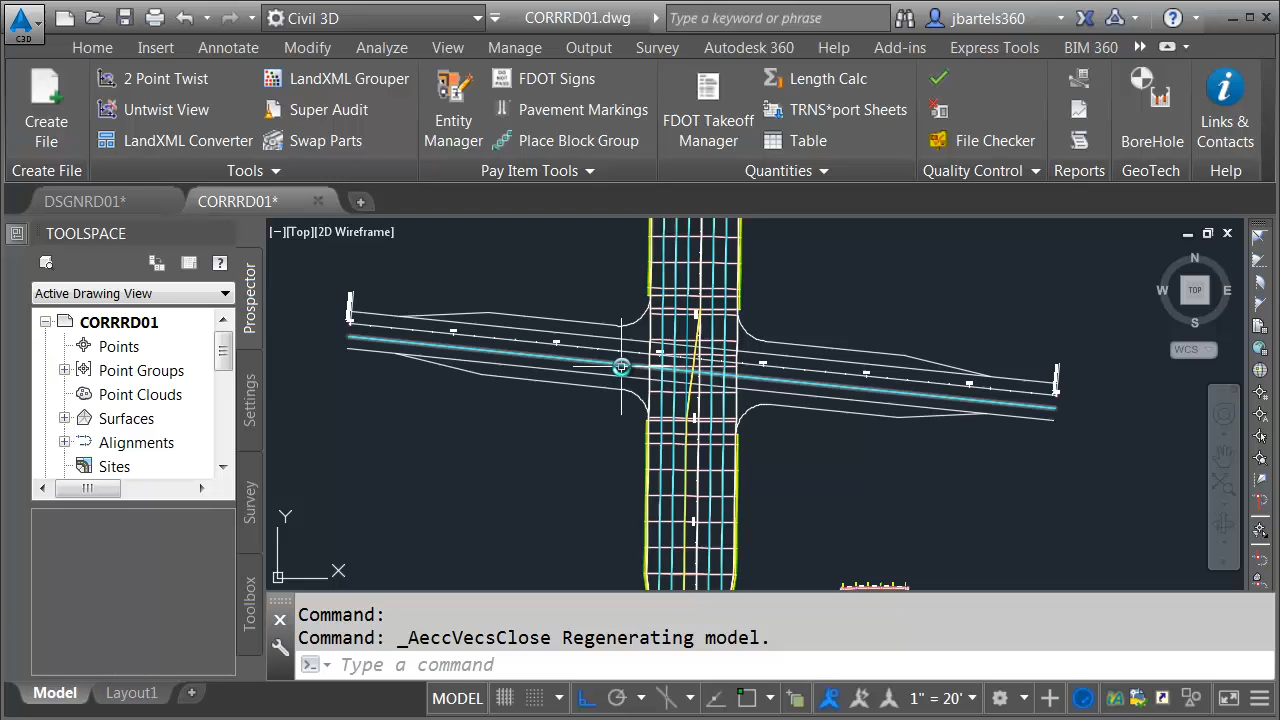 Civil 3D
CORRRD01.dwg
Type a keyword or phrase
jbartels360
C3D
Home Insert Annotate Modify Analyze View Manage Output Survey Autodesk 360 Help Add-ins Express Tools BIM 360
Create File
2 Point Twist
Untwist View
LandXML Converter
LandXML Grouper
Super Audit
Swap Parts
Entity Manager
FDOT Signs
Pavement Markings
Place Block Group
FDOT Takeoff Manager
Length Calc
TRNS*port Sheets
Table
File Checker
BoreHole
Links & Contacts
Create File Tools Pay Item Tools Quantities Quality Control Reports GeoTech Help
DSGNRD01* CORRRD01*
TOOLSPACE
Active Drawing View
CORRRD01
Points
Point Groups
Point Clouds
Surfaces
Alignments
Sites
Prospector
Settings
Survey
Toolbox
[−][Top][2D Wireframe]
N
W TOP E
S
WCS
Y
X
Command:
Command: _AeccVecsClose Regenerating model.
Type a command
Model Layout1
MODEL 1" = 20'